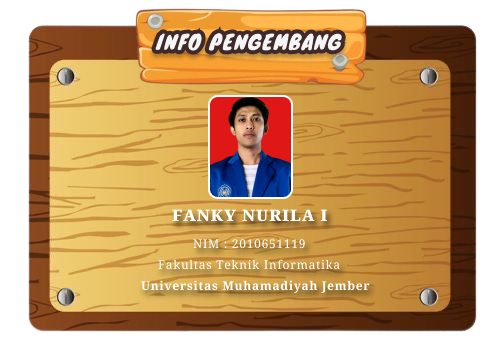 INFO PENGEMBANG
FANKY NURILA I
NIM : 2010651119
Fakultas Teknik Informatika
Universitas Muhamadiyah Jember